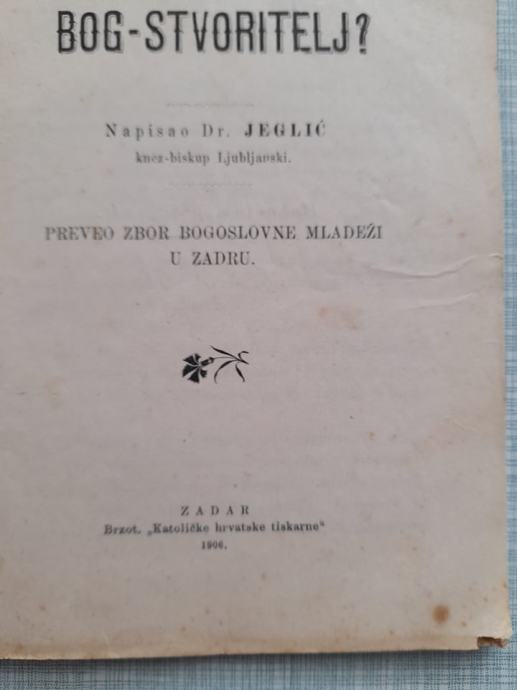 BOG-STVORITELJ?
Napisao Dr. JEGLIĆ
knez-biskup Ljubljanski.
PREVEO ZBOR BOGOSLOVNE MLADEŽI
U ZADRU.
ZADAR
Brzot. „Katoličke hrvatske tiskarne“
1906.